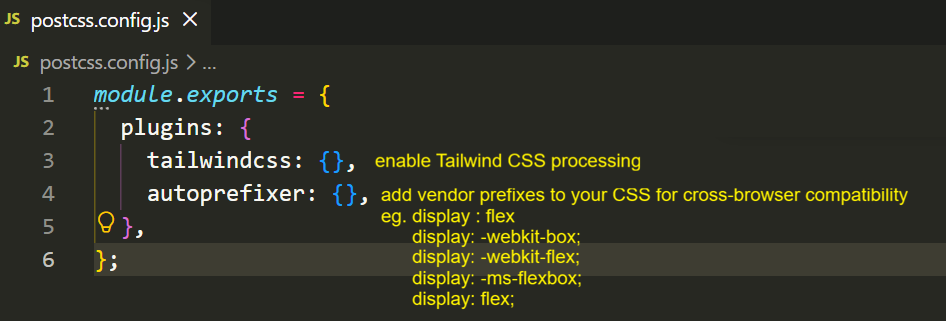 JS postcss.config.js ×
JS postcss.config.js > ...
1 module.exports = {
2 plugins: {
3 tailwindcss: {}, enable Tailwind CSS processing
4 autoprefixer: {}, add vendor prefixes to your CSS for cross-browser compatibility
eg. display : flex
5 },
display: -webkit-box;
display: -webkit-flex;
6 };
display: -ms-flexbox;
display: flex;